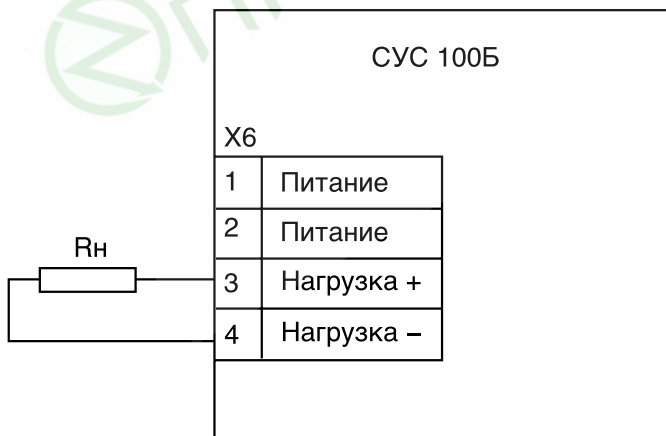 СУС 100Б
X6
1 Питание
2 Питание
Rн
3 Нагрузка +
4 Нагрузка –